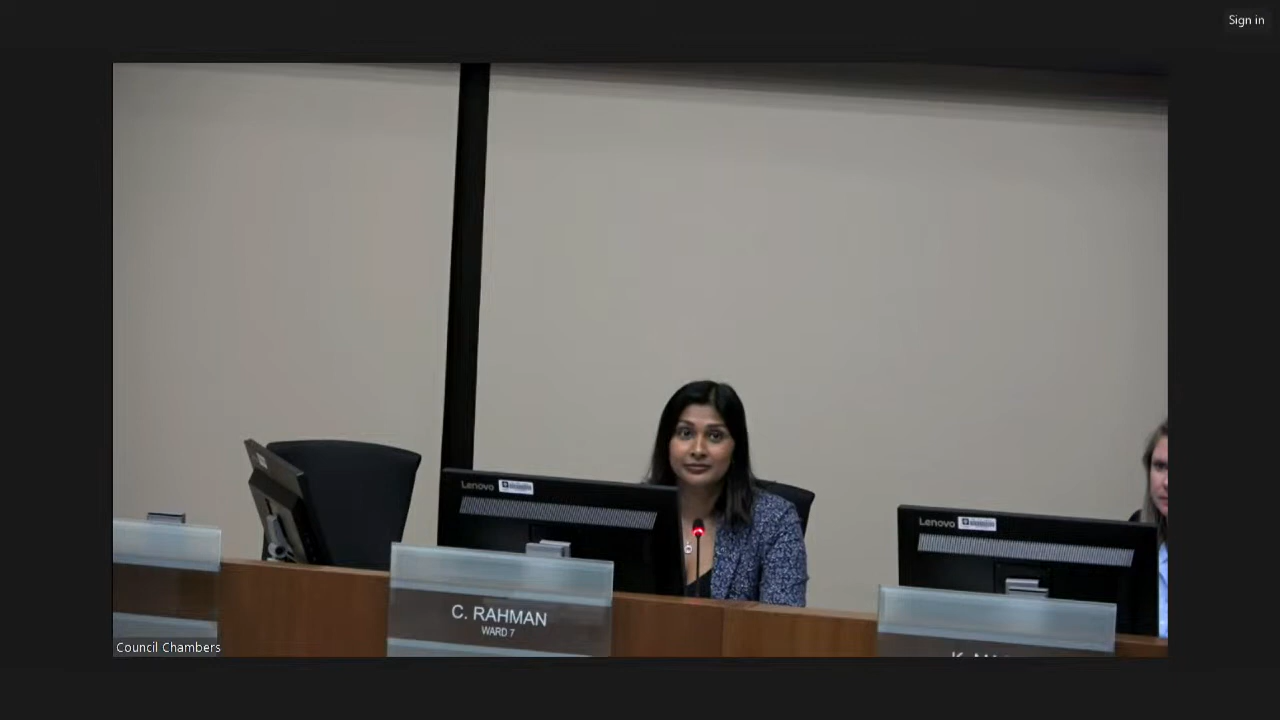 Sign in
Lenovo
Lenovo
C. RAHMAN
WARD 7
Council Chambers